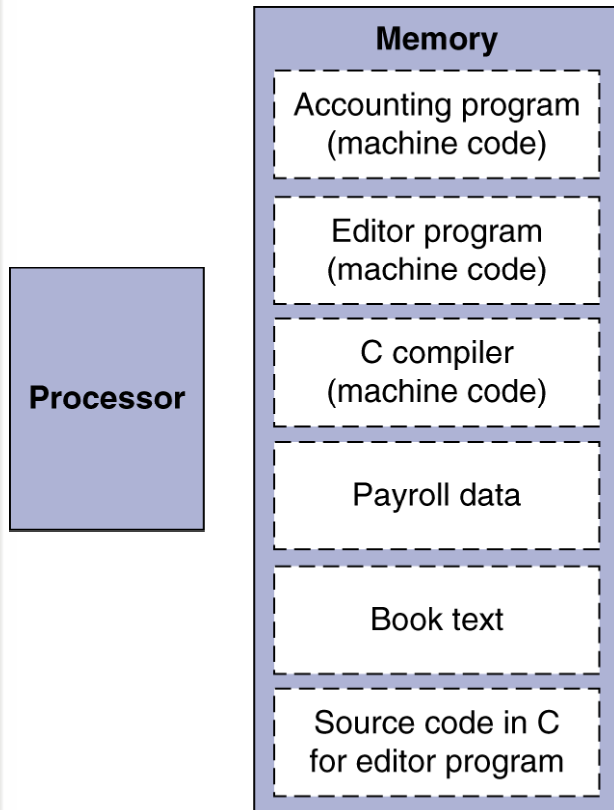 Memory
Accounting program
(machine code)
Editor program
(machine code)
C compiler
(machine code)
Processor
Payroll data
Book text
Source code in C
for editor program